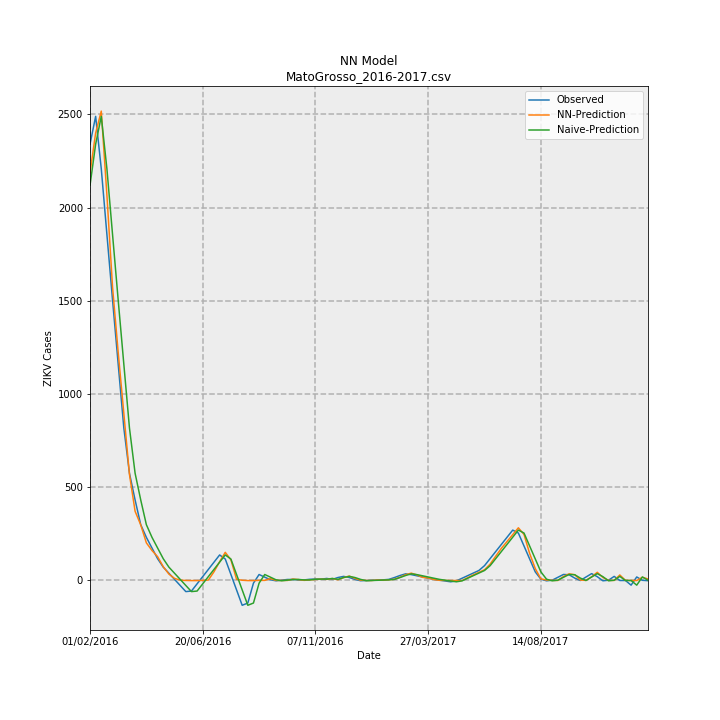 NN Model
MatoGrosso_2016-2017.csv
Observed
NN-Prediction
Naive-Prediction
2500
2000
1500
1000
500
0
ZIKV Cases
01/02/2016
20/06/2016
07/11/2016
27/03/2017
14/08/2017
Date